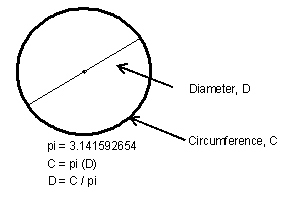 Diameter, D
Circumference, C
pi = 3.141592654
C = pi (D)
D = C / pi